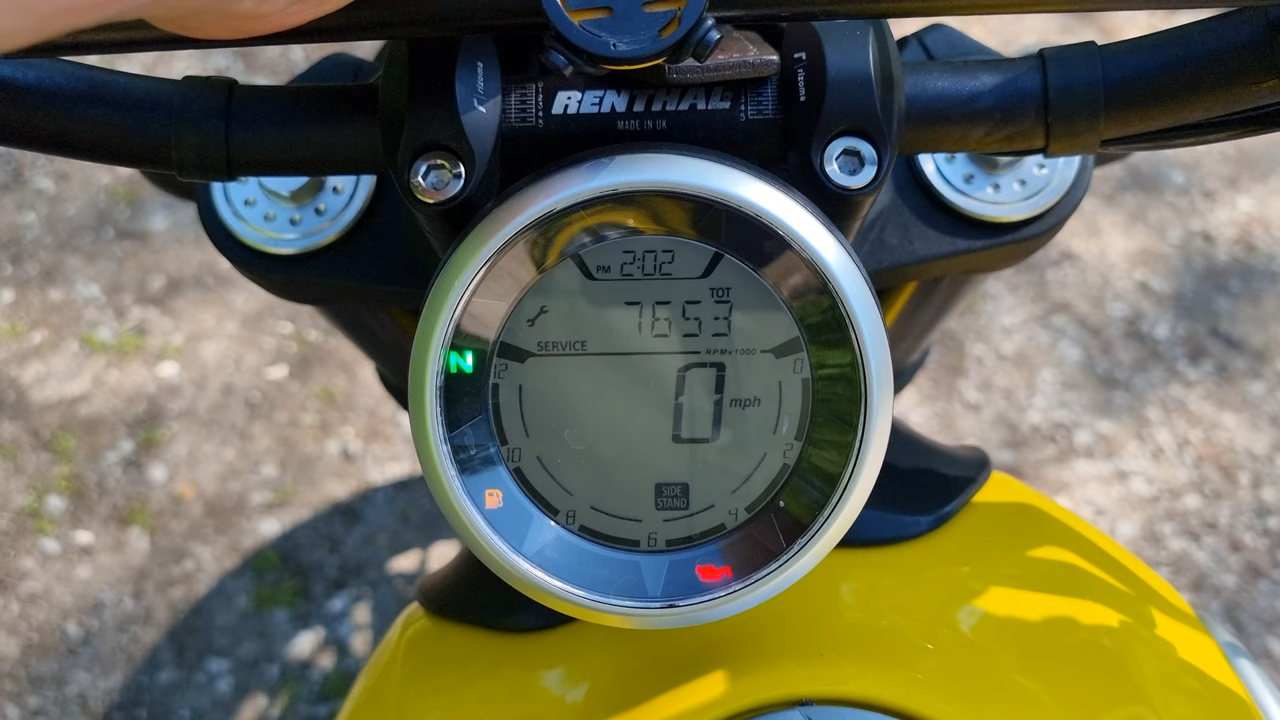 rizoma
RENTHAL
MADE IN UK
rizoma
PM 2:02
TOT
7653
SERVICE
RPMx1000
N
12
0
0 mph
10
2
SIDE
STAND
8
4
6